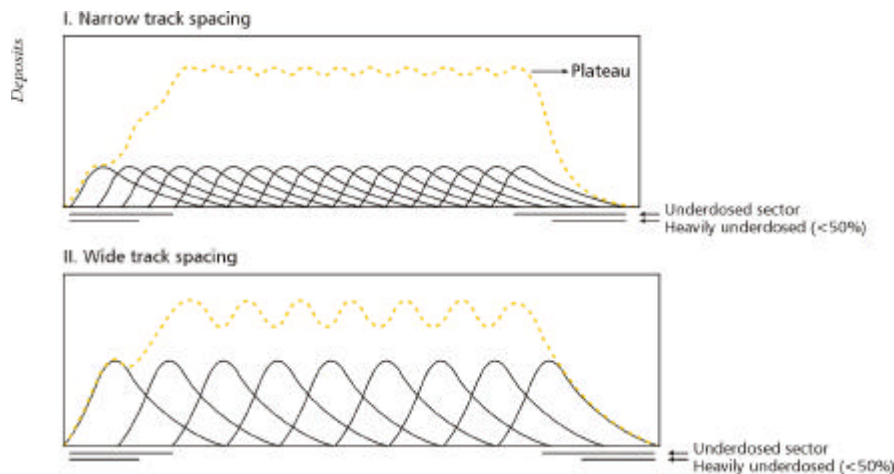 I. Narrow track spacing
Deposits
Plateau
Underdosed sector
Heavily underdosed (<50%)
II. Wide track spacing
Underdosed sector
Heavily underdosed (<50%)